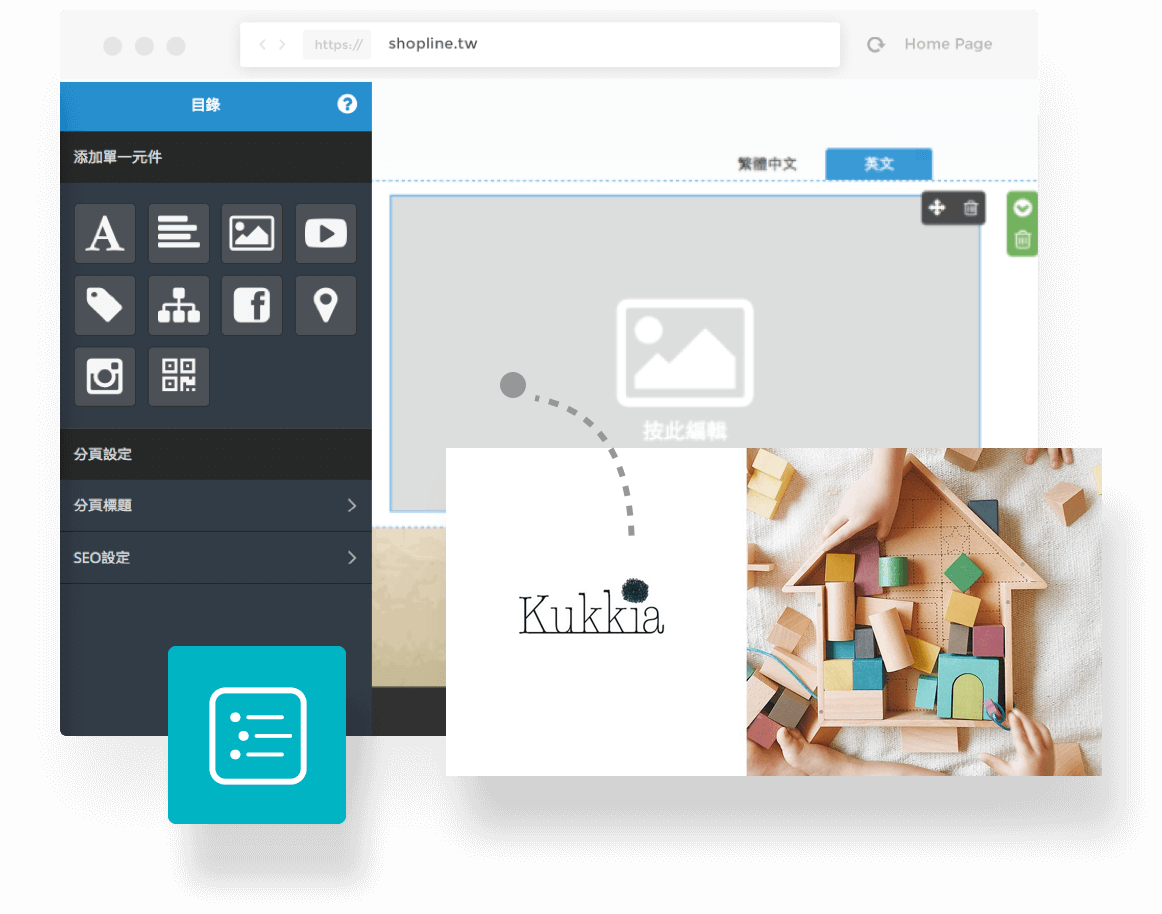 https://
shopline.tw
Home Page
目錄
添加單一元件
繁體中文
英文
按此編輯
分頁設定
分頁標題
SEO設定
Kukkia